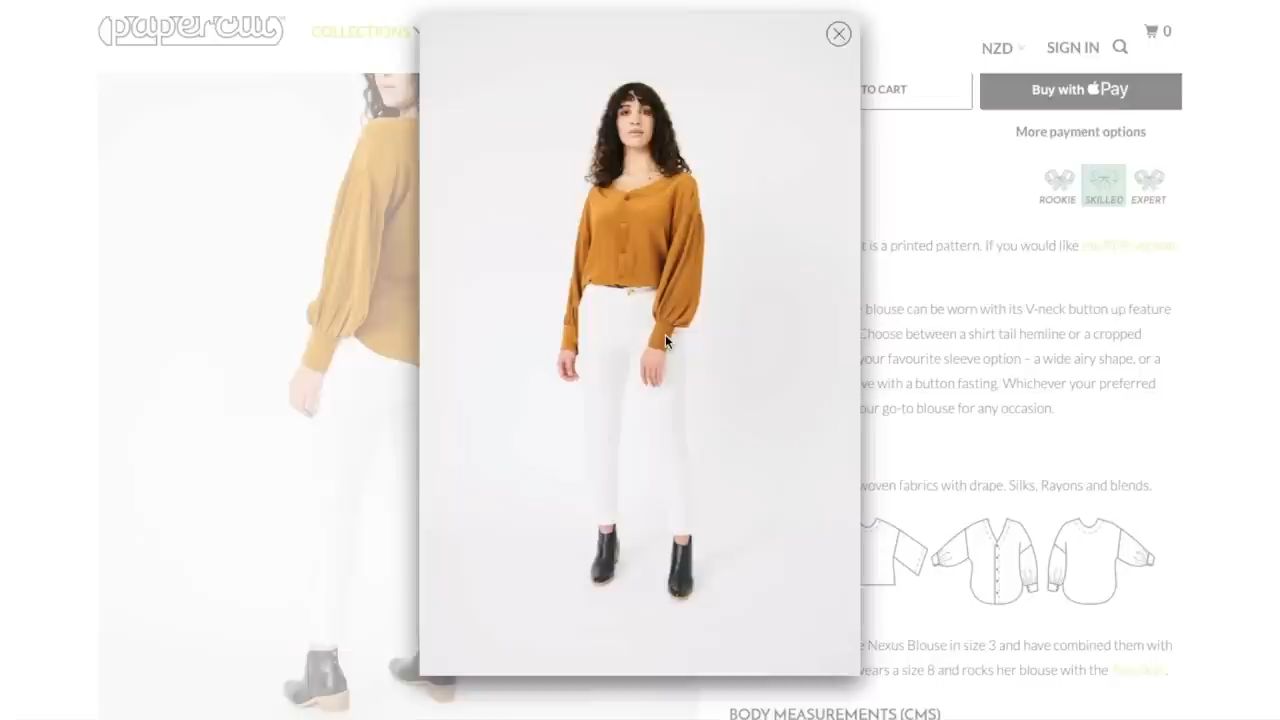 papercut
COLLECTIONS
NZD
SIGN IN
0
TO CART
Buy with Pay
More payment options
ROOKIE
SKILLED
EXPERT
is a printed pattern. If you would like
blouse can be worn with its V-neck button up feature
Choose between a shirt tail hemline or a cropped
your favourite sleeve option – a wide airy shape, or a
with a button fasting. Whichever your preferred
go-to blouse for any occasion.
woven fabrics with drape. Silks, Rayons and blends.
Nexus Blouse in size 3 and have combined them with
wears a size 8 and rocks her blouse with the
BODY MEASUREMENTS (CMS)